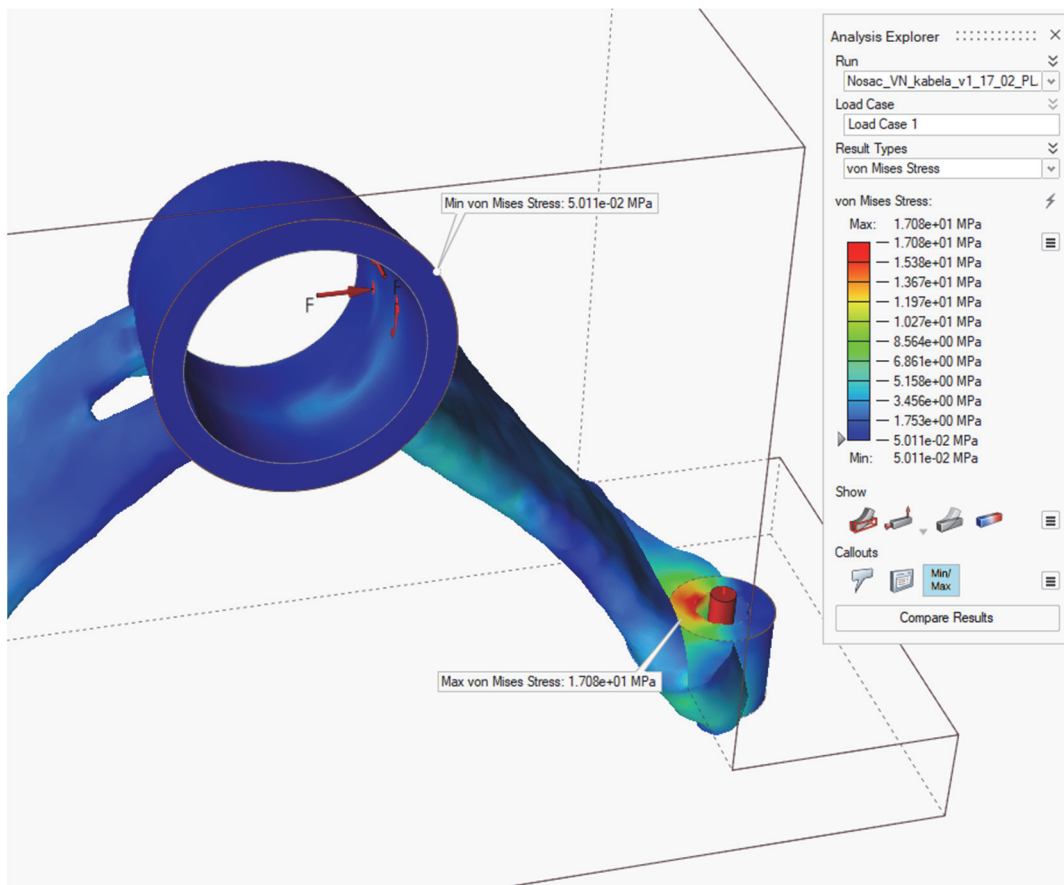 Analysis Explorer
Run
Nosac_VN_kabela_v1_17_02_PL.
Load Case
Load Case 1
Result Types
von Mises Stress
von Mises Stress:
Max: 1.708e+01 MPa
1.708e+01 MPa
1.538e+01 MPa
1.367e+01 MPa
1.197e+01 MPa
1.027e+01 MPa
8.564e+00 MPa
6.861e+00 MPa
5.158e+00 MPa
3.456e+00 MPa
1.753e+00 MPa
5.011e-02 MPa
Min: 5.011e-02 MPa
Show
Callouts
Min/
Max
Compare Results
Min von Mises Stress: 5.011e-02 MPa
F
F
Max von Mises Stress: 1.708e+01 MPa